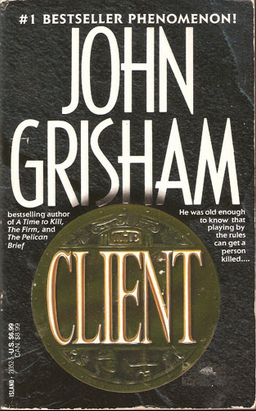 #1 BESTSELLER PHENOMENON!
JOHN
GRISHAM
bestselling author
of A Time to Kill,
The Firm, and
The Pelican
Brief
He was old enough
to know that
playing by
the rules
can get a
person
killed....
THE
CLIENT
U.S. $6.99
CAN. $8.99
ISLAND